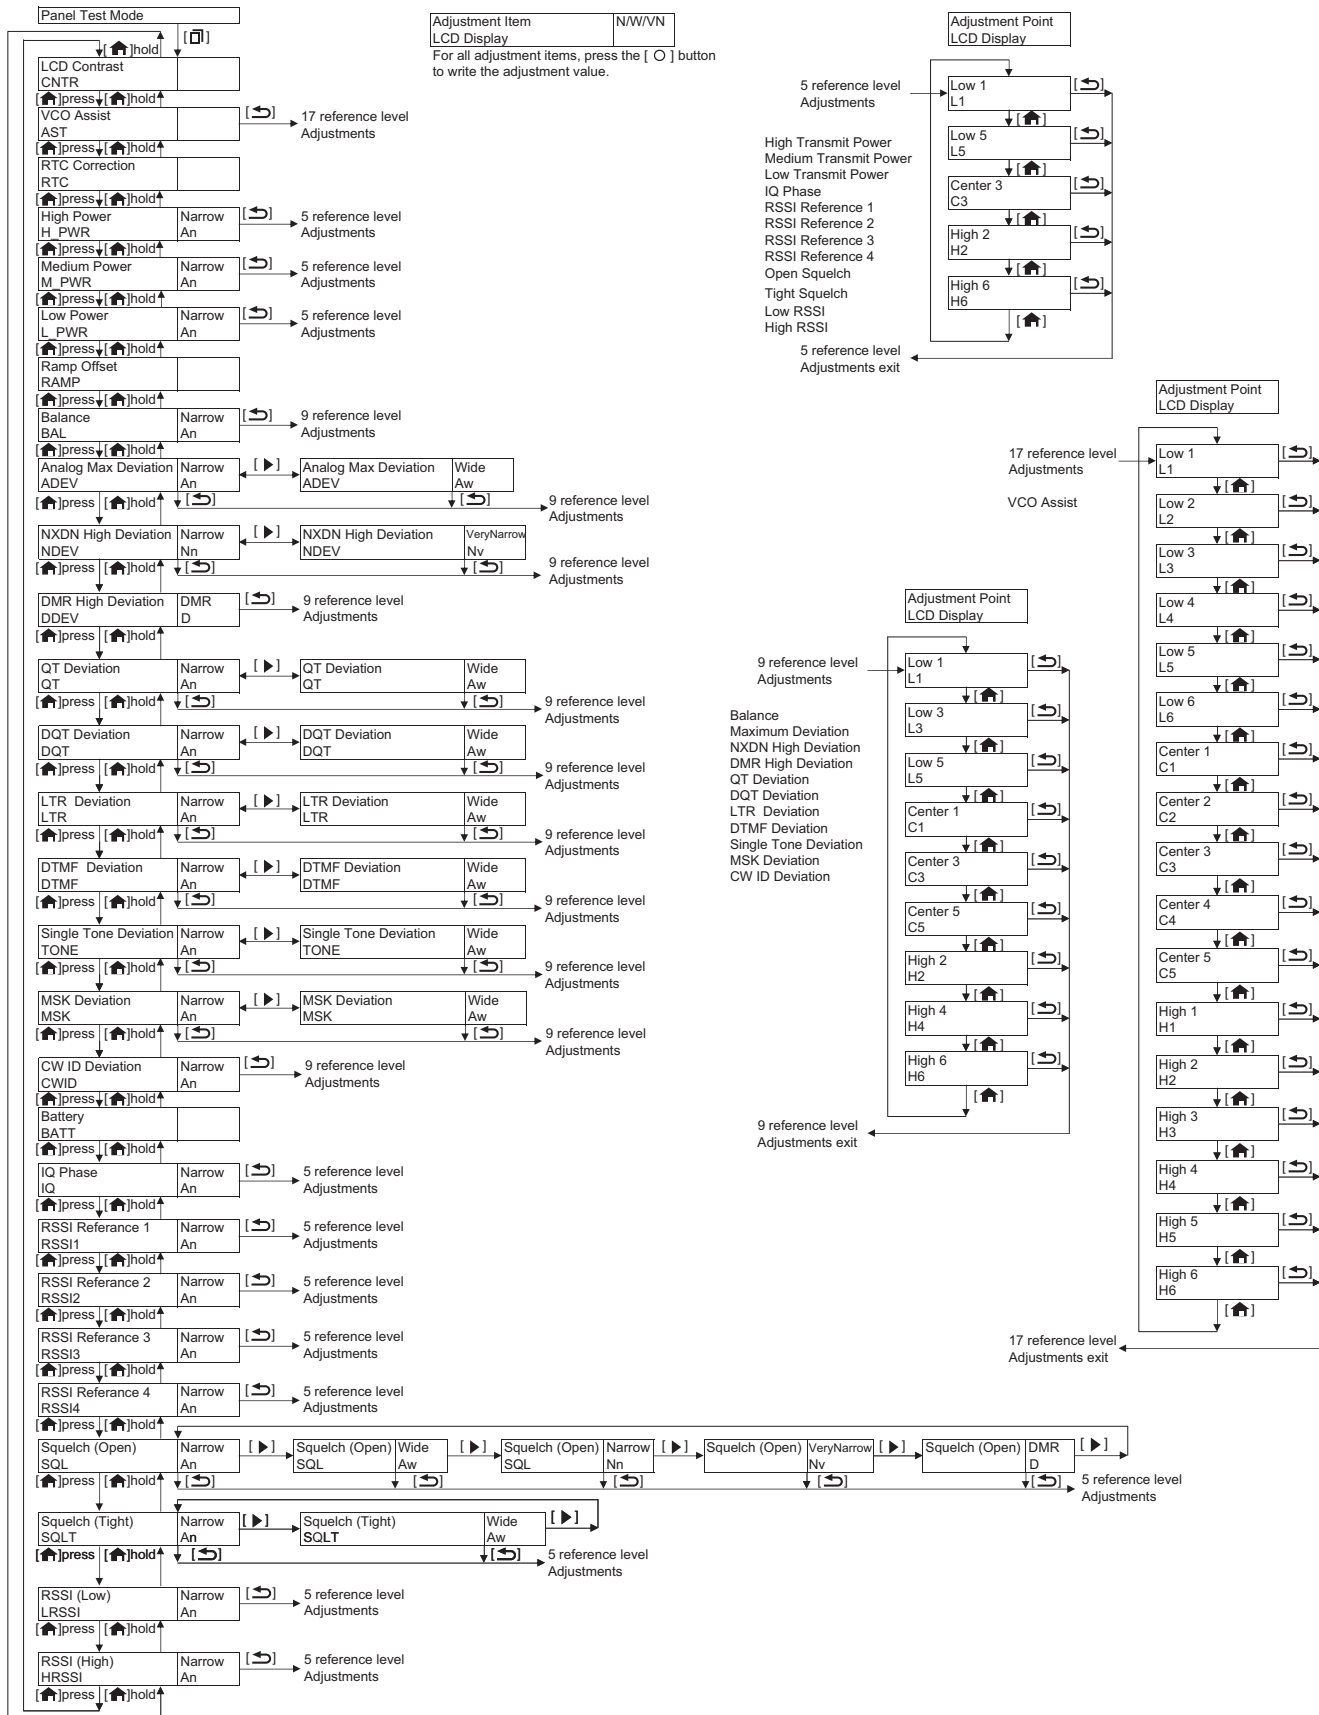 Panel Test Mode
[ ]
[ ]hold
LCD Contrast
CNTR
[ ]press [ ]hold
VCO Assist
AST
[ ]
17 reference level
Adjustments
[ ]press [ ]hold
RTC Correction
RTC
[ ]press [ ]hold
High Power Narrow
H_PWR An
[ ]
5 reference level
Adjustments
[ ]press [ ]hold
Medium Power Narrow
M_PWR An
[ ]
5 reference level
Adjustments
[ ]press [ ]hold
Low Power Narrow
L_PWR An
[ ]
5 reference level
Adjustments
[ ]press [ ]hold
Ramp Offset
RAMP
[ ]press [ ]hold
Balance Narrow
BAL An
[ ]
9 reference level
Adjustments
[ ]press [ ]hold
Analog Max Deviation Narrow [ ▶ ] Analog Max Deviation Wide
ADEV An ADEV Aw
[ ]press [ ]hold [ ] [ ]
9 reference level
Adjustments
NXDN High Deviation Narrow [ ▶ ] NXDN High Deviation VeryNarrow
NDEV Nn NDEV Nv
[ ]press [ ]hold [ ] [ ]
9 reference level
Adjustments
DMR High Deviation DMR
DDEV D
[ ]
9 reference level
Adjustments
[ ]press [ ]hold
QT Deviation Narrow [ ▶ ] QT Deviation Wide
QT An QT Aw
[ ]press [ ]hold [ ] [ ]
9 reference level
Adjustments
DQT Deviation Narrow [ ▶ ] DQT Deviation Wide
DQT An DQT Aw
[ ]press [ ]hold [ ] [ ]
9 reference level
Adjustments
LTR Deviation Narrow [ ▶ ] LTR Deviation Wide
LTR An LTR Aw
[ ]press [ ]hold [ ] [ ]
9 reference level
Adjustments
DTMF Deviation Narrow [ ▶ ] DTMF Deviation Wide
DTMF An DTMF Aw
[ ]press [ ]hold [ ] [ ]
9 reference level
Adjustments
Single Tone Deviation Narrow [ ▶ ] Single Tone Deviation Wide
TONE An TONE Aw
[ ]press [ ]hold [ ] [ ]
9 reference level
Adjustments
MSK Deviation Narrow [ ▶ ] MSK Deviation Wide
MSK An MSK Aw
[ ]press [ ]hold [ ] [ ]
9 reference level
Adjustments
CW ID Deviation Narrow
CWID An
[ ]
9 reference level
Adjustments
[ ]press [ ]hold
Battery
BATT
[ ]press [ ]hold
IQ Phase Narrow
IQ An
[ ]
5 reference level
Adjustments
[ ]press [ ]hold
RSSI Referance 1 Narrow
RSSI1 An
[ ]
5 reference level
Adjustments
[ ]press [ ]hold
RSSI Referance 2 Narrow
RSSI2 An
[ ]
5 reference level
Adjustments
[ ]press [ ]hold
RSSI Referance 3 Narrow
RSSI3 An
[ ]
5 reference level
Adjustments
[ ]press [ ]hold
RSSI Referance 4 Narrow
RSSI4 An
[ ]
5 reference level
Adjustments
[ ]press [ ]hold
Squelch (Open) Narrow [ ▶ ] Squelch (Open) Wide [ ▶ ] Squelch (Open) Narrow [ ▶ ] Squelch (Open) VeryNarrow [ ▶ ] Squelch (Open) DMR [ ▶ ]
SQL An SQL Aw SQL Nn Nv D
[ ]press [ ]hold [ ] [ ] [ ] [ ] [ ]
5 reference level
Adjustments
Squelch (Tight) Narrow [ ▶ ] Squelch (Tight) Wide [ ▶ ]
SQLT An SQLT Aw
[ ]press [ ]hold [ ] [ ]
5 reference level
Adjustments
RSSI (Low) Narrow
LRSSI An
[ ]
5 reference level
Adjustments
[ ]press [ ]hold
RSSI (High) Narrow
HRSSI An
[ ]
5 reference level
Adjustments
[ ]press [ ]hold
Adjustment Item N/W/VN
LCD Display
For all adjustment items, press the [ O ] button
to write the adjustment value.
Adjustment Point
LCD Display
5 reference level
Adjustments
High Transmit Power
Medium Transmit Power
Low Transmit Power
IQ Phase
RSSI Reference 1
RSSI Reference 2
RSSI Reference 3
RSSI Reference 4
Open Squelch
Tight Squelch
Low RSSI
High RSSI
Low 1 [ ]
L1
[ ]
Low 5 [ ]
L5
[ ]
Center 3 [ ]
C3
[ ]
High 2 [ ]
H2
[ ]
High 6 [ ]
H6
[ ]
5 reference level
Adjustments exit
Adjustment Point
LCD Display
9 reference level
Adjustments
Balance
Maximum Deviation
NXDN High Deviation
DMR High Deviation
QT Deviation
DQT Deviation
LTR Deviation
DTMF Deviation
Single Tone Deviation
MSK Deviation
CW ID Deviation
Low 1 [ ]
L1
[ ]
Low 3 [ ]
L3
[ ]
Low 5 [ ]
L5
[ ]
Center 1 [ ]
C1
[ ]
Center 3 [ ]
C3
[ ]
Center 5 [ ]
C5
[ ]
High 2 [ ]
H2
[ ]
High 4 [ ]
H4
[ ]
High 6 [ ]
H6
[ ]
9 reference level
Adjustments exit
Adjustment Point
LCD Display
17 reference level
Adjustments
VCO Assist
Low 1 [ ]
L1
[ ]
Low 2 [ ]
L2
[ ]
Low 3 [ ]
L3
[ ]
Low 4 [ ]
L4
[ ]
Low 5 [ ]
L5
[ ]
Low 6 [ ]
L6
[ ]
Center 1 [ ]
C1
[ ]
Center 2 [ ]
C2
[ ]
Center 3 [ ]
C3
[ ]
Center 4 [ ]
C4
[ ]
Center 5 [ ]
C5
[ ]
High 1 [ ]
H1
[ ]
High 2 [ ]
H2
[ ]
High 3 [ ]
H3
[ ]
High 4 [ ]
H4
[ ]
High 5 [ ]
H5
[ ]
High 6 [ ]
H6
[ ]
17 reference level
Adjustments exit